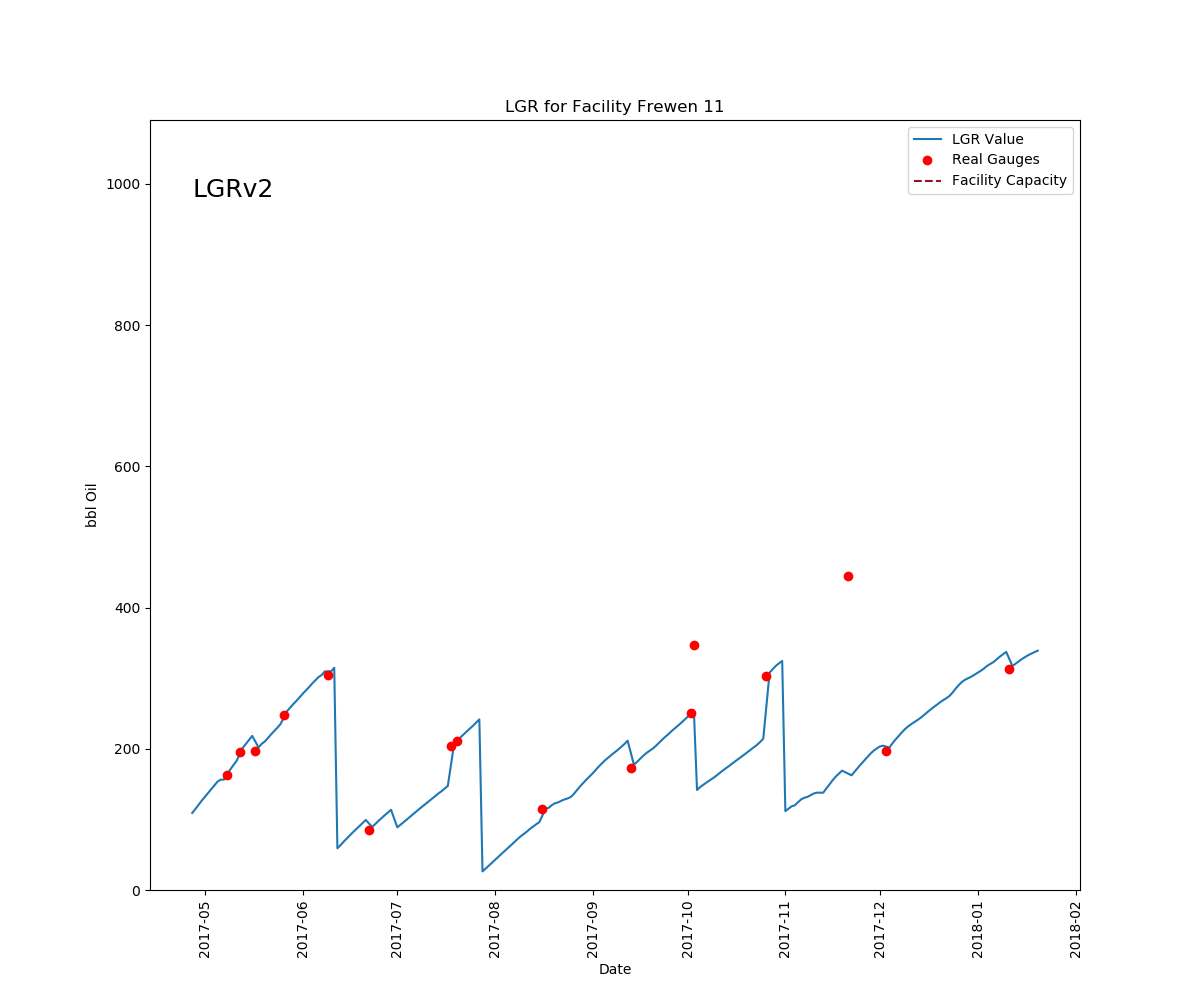 LGR for Facility Frewen 11
LGRv2
LGR Value
Real Gauges
Facility Capacity
bbl Oil
1000
800
600
400
200
0
2017-05
2017-06
2017-07
2017-08
2017-09
2017-10
2017-11
2017-12
2018-01
2018-02
Date